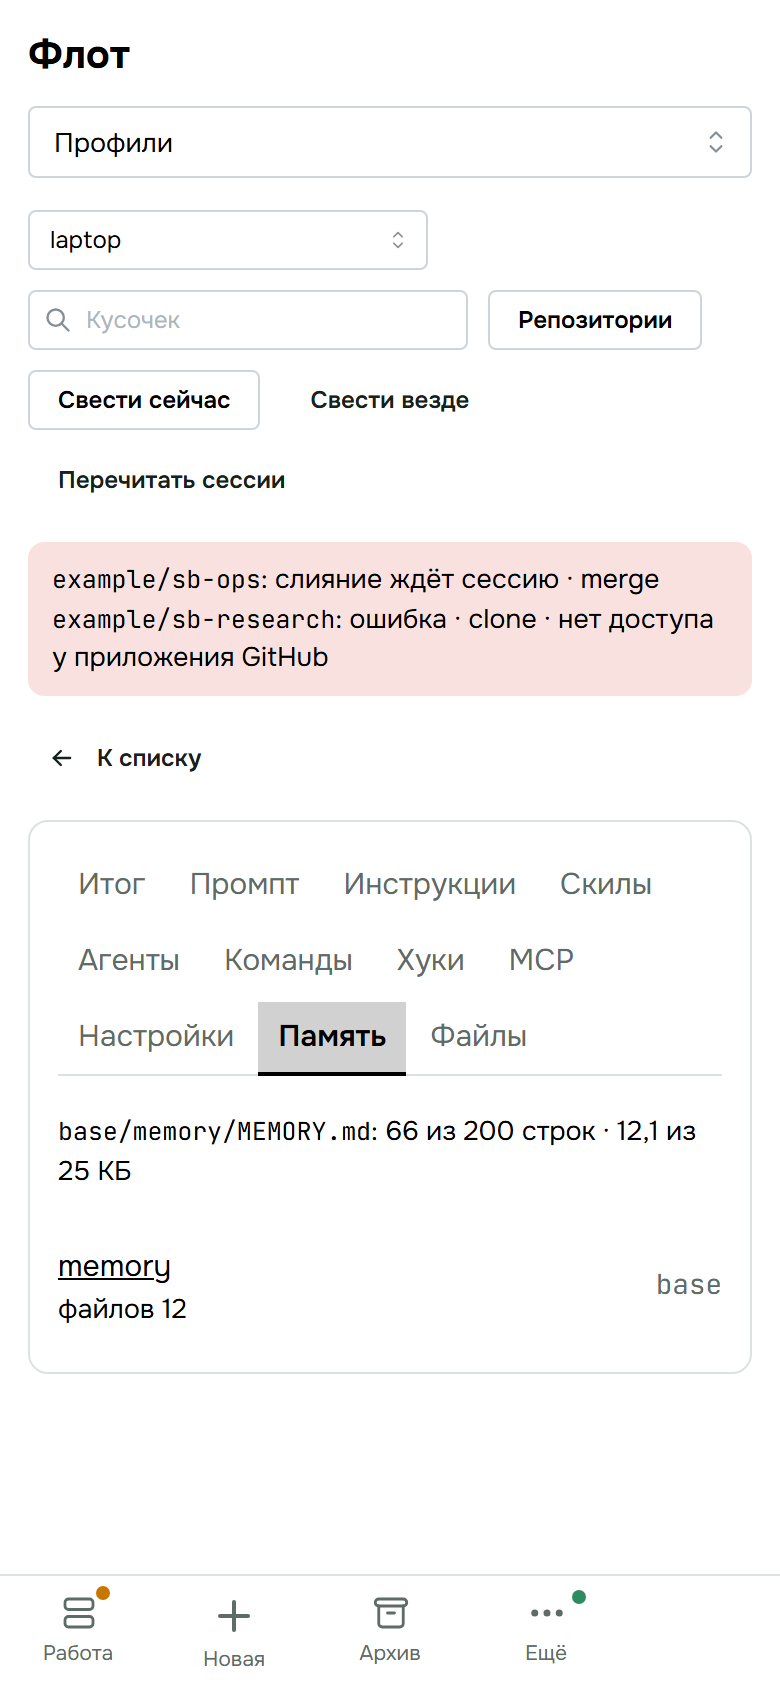 Флот
Профили
laptop
Кусочек
Репозитории
Свести сейчас
Свести везде
Перечитать сессии
example/sb-ops: слияние ждёт сессию · merge
example/sb-research: ошибка · clone · нет доступа
у приложения GitHub
К списку
Итог Промпт Инструкции Скилы
Агенты Команды Хуки MCP
Настройки Память Файлы
base/memory/MEMORY.md: 66 из 200 строк · 12,1 из
25 КБ
memory
base
файлов 12
Работа Новая Архив Ещё